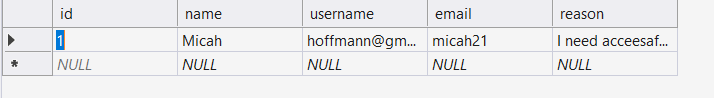 id name username email reason
1 Micah hoffmann@gm... micah21 I need acceesaf...
* NULL NULL NULL NULL NULL